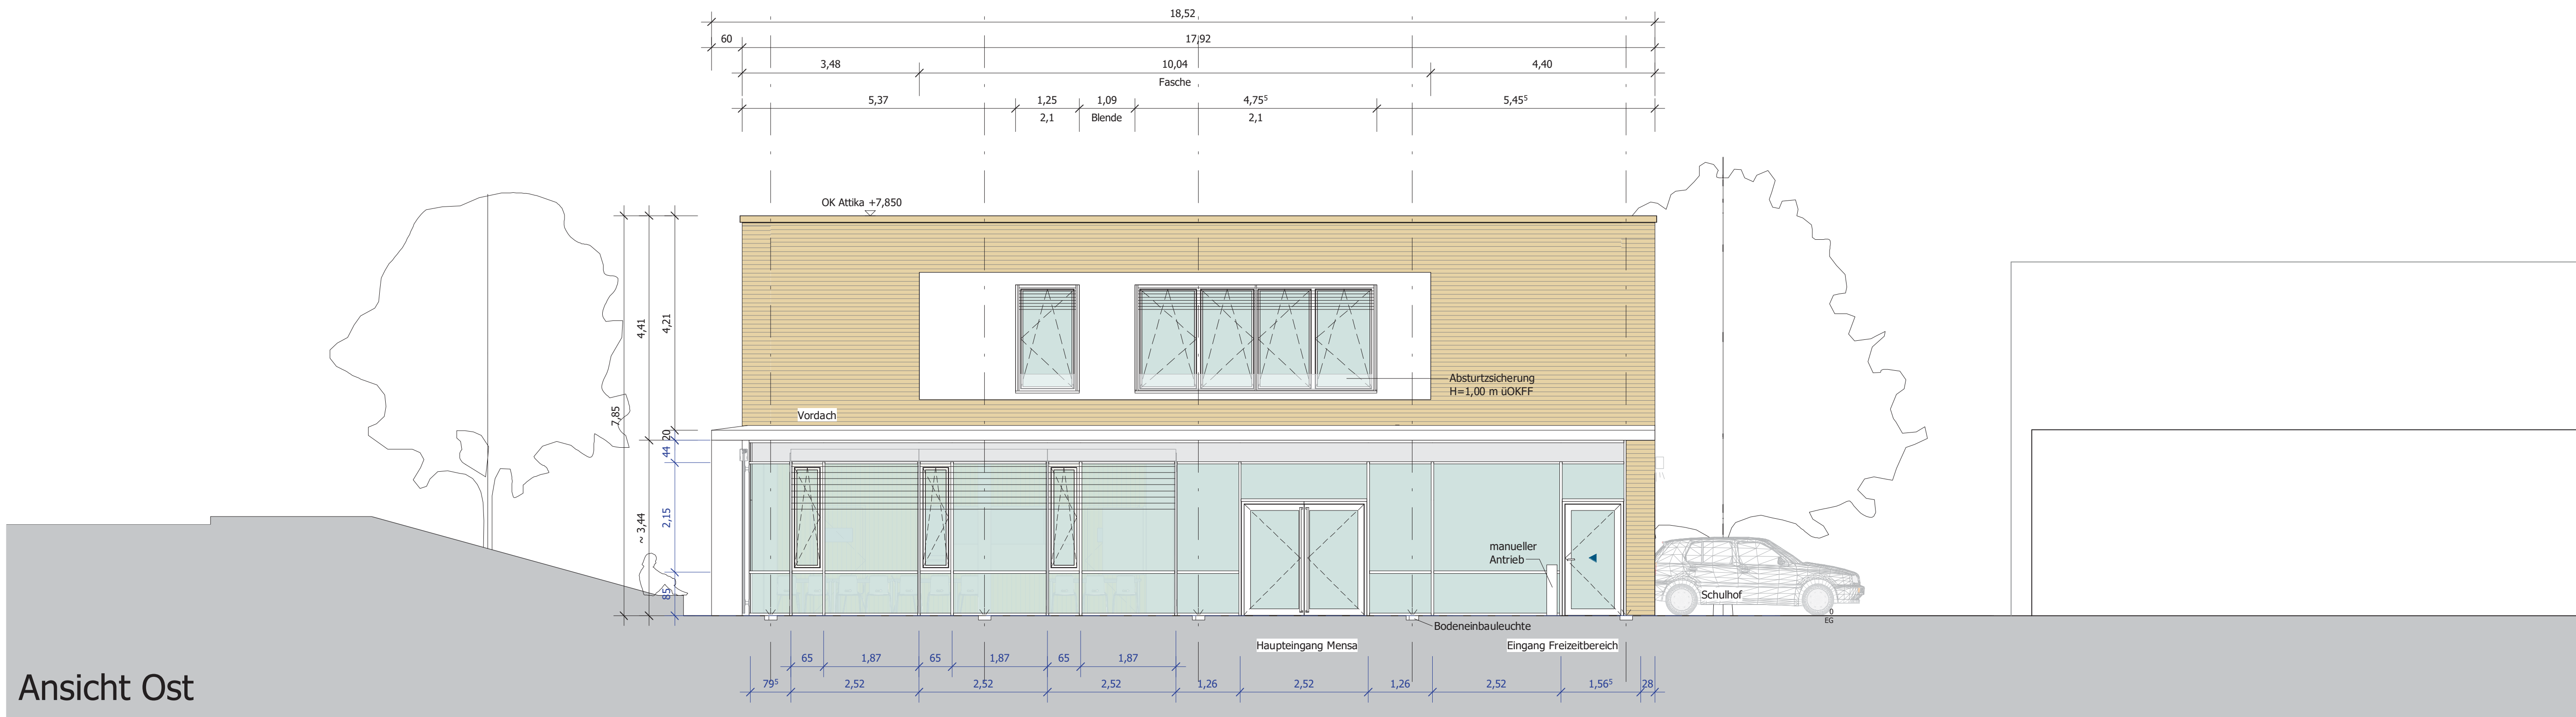 18,52
60
17,92
3,48
10,04
4,40
Fasche
5,37
1,25
1,09
4,75⁵
5,45⁵
2,1
Blende
2,1
OK Attika +7,850
4,41
4,21
7,85
Absturtzsicherung
H=1,00 m üOKFF
Vordach
20
44
~ 3,44
2,15
85
manueller
Antrieb
Schulhof
0
EG
Bodeneinbauleuchte
Haupteingang Mensa
Eingang Freizeitbereich
65
1,87
65
1,87
65
1,87
79⁵
2,52
2,52
2,52
1,26
2,52
1,26
2,52
1,56⁵
28
Ansicht Ost